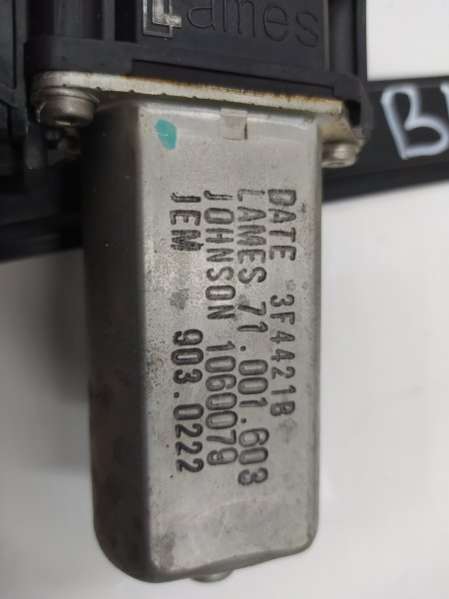 Lames
DATE 3F4421B
LAMES 71.001.603
JOHNSON 1060079
JEM 903.0222